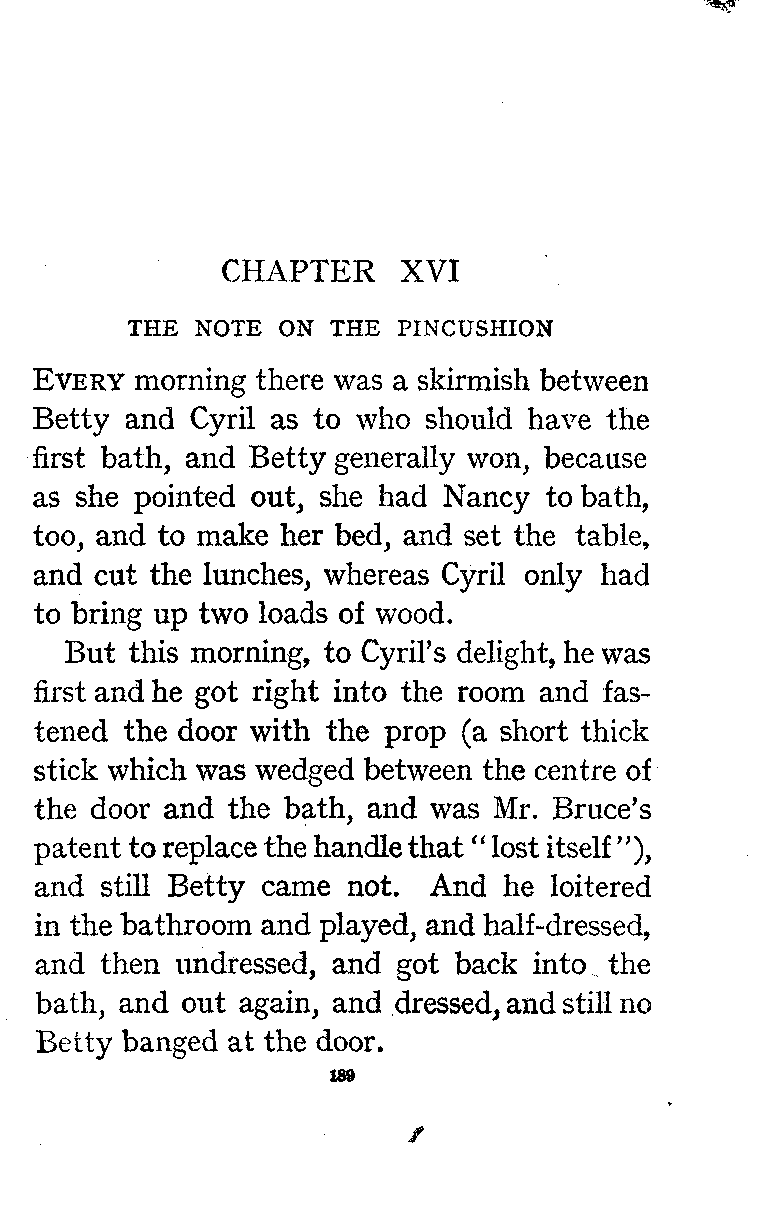 CHAPTER XVI
THE NOTE ON THE PINCUSHION
EVERY morning there was a skirmish between
Betty and Cyril as to who should have the
first bath, and Betty generally won, because
as she pointed out, she had Nancy to bath,
too, and to make her bed, and set the table,
and cut the lunches, whereas Cyril only had
to bring up two loads of wood.
But this morning, to Cyril's delight, he was
first and he got right into the room and fas-
tened the door with the prop (a short thick
stick which was wedged between the centre of
the door and the bath, and was Mr. Bruce's
patent to replace the handle that "lost itself"),
and still Betty came not. And he loitered
in the bathroom and played, and half-dressed,
and then undressed, and got back into the
bath, and out again, and dressed, and still no
Betty banged at the door.
189